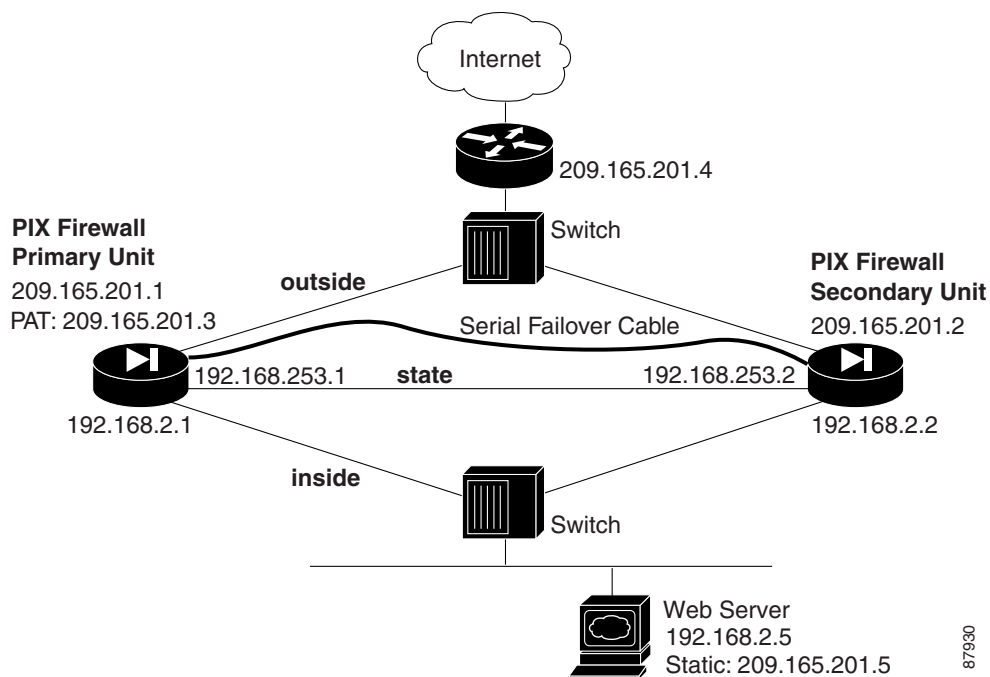 Internet
209.165.201.4
Switch
PIX Firewall
Primary Unit
209.165.201.1
PAT: 209.165.201.3
outside
PIX Firewall
Secondary Unit
209.165.201.2
Serial Failover Cable
192.168.253.1
state
192.168.253.2
192.168.2.1
192.168.2.2
inside
Switch
Web Server
192.168.2.5
Static: 209.165.201.5
87930